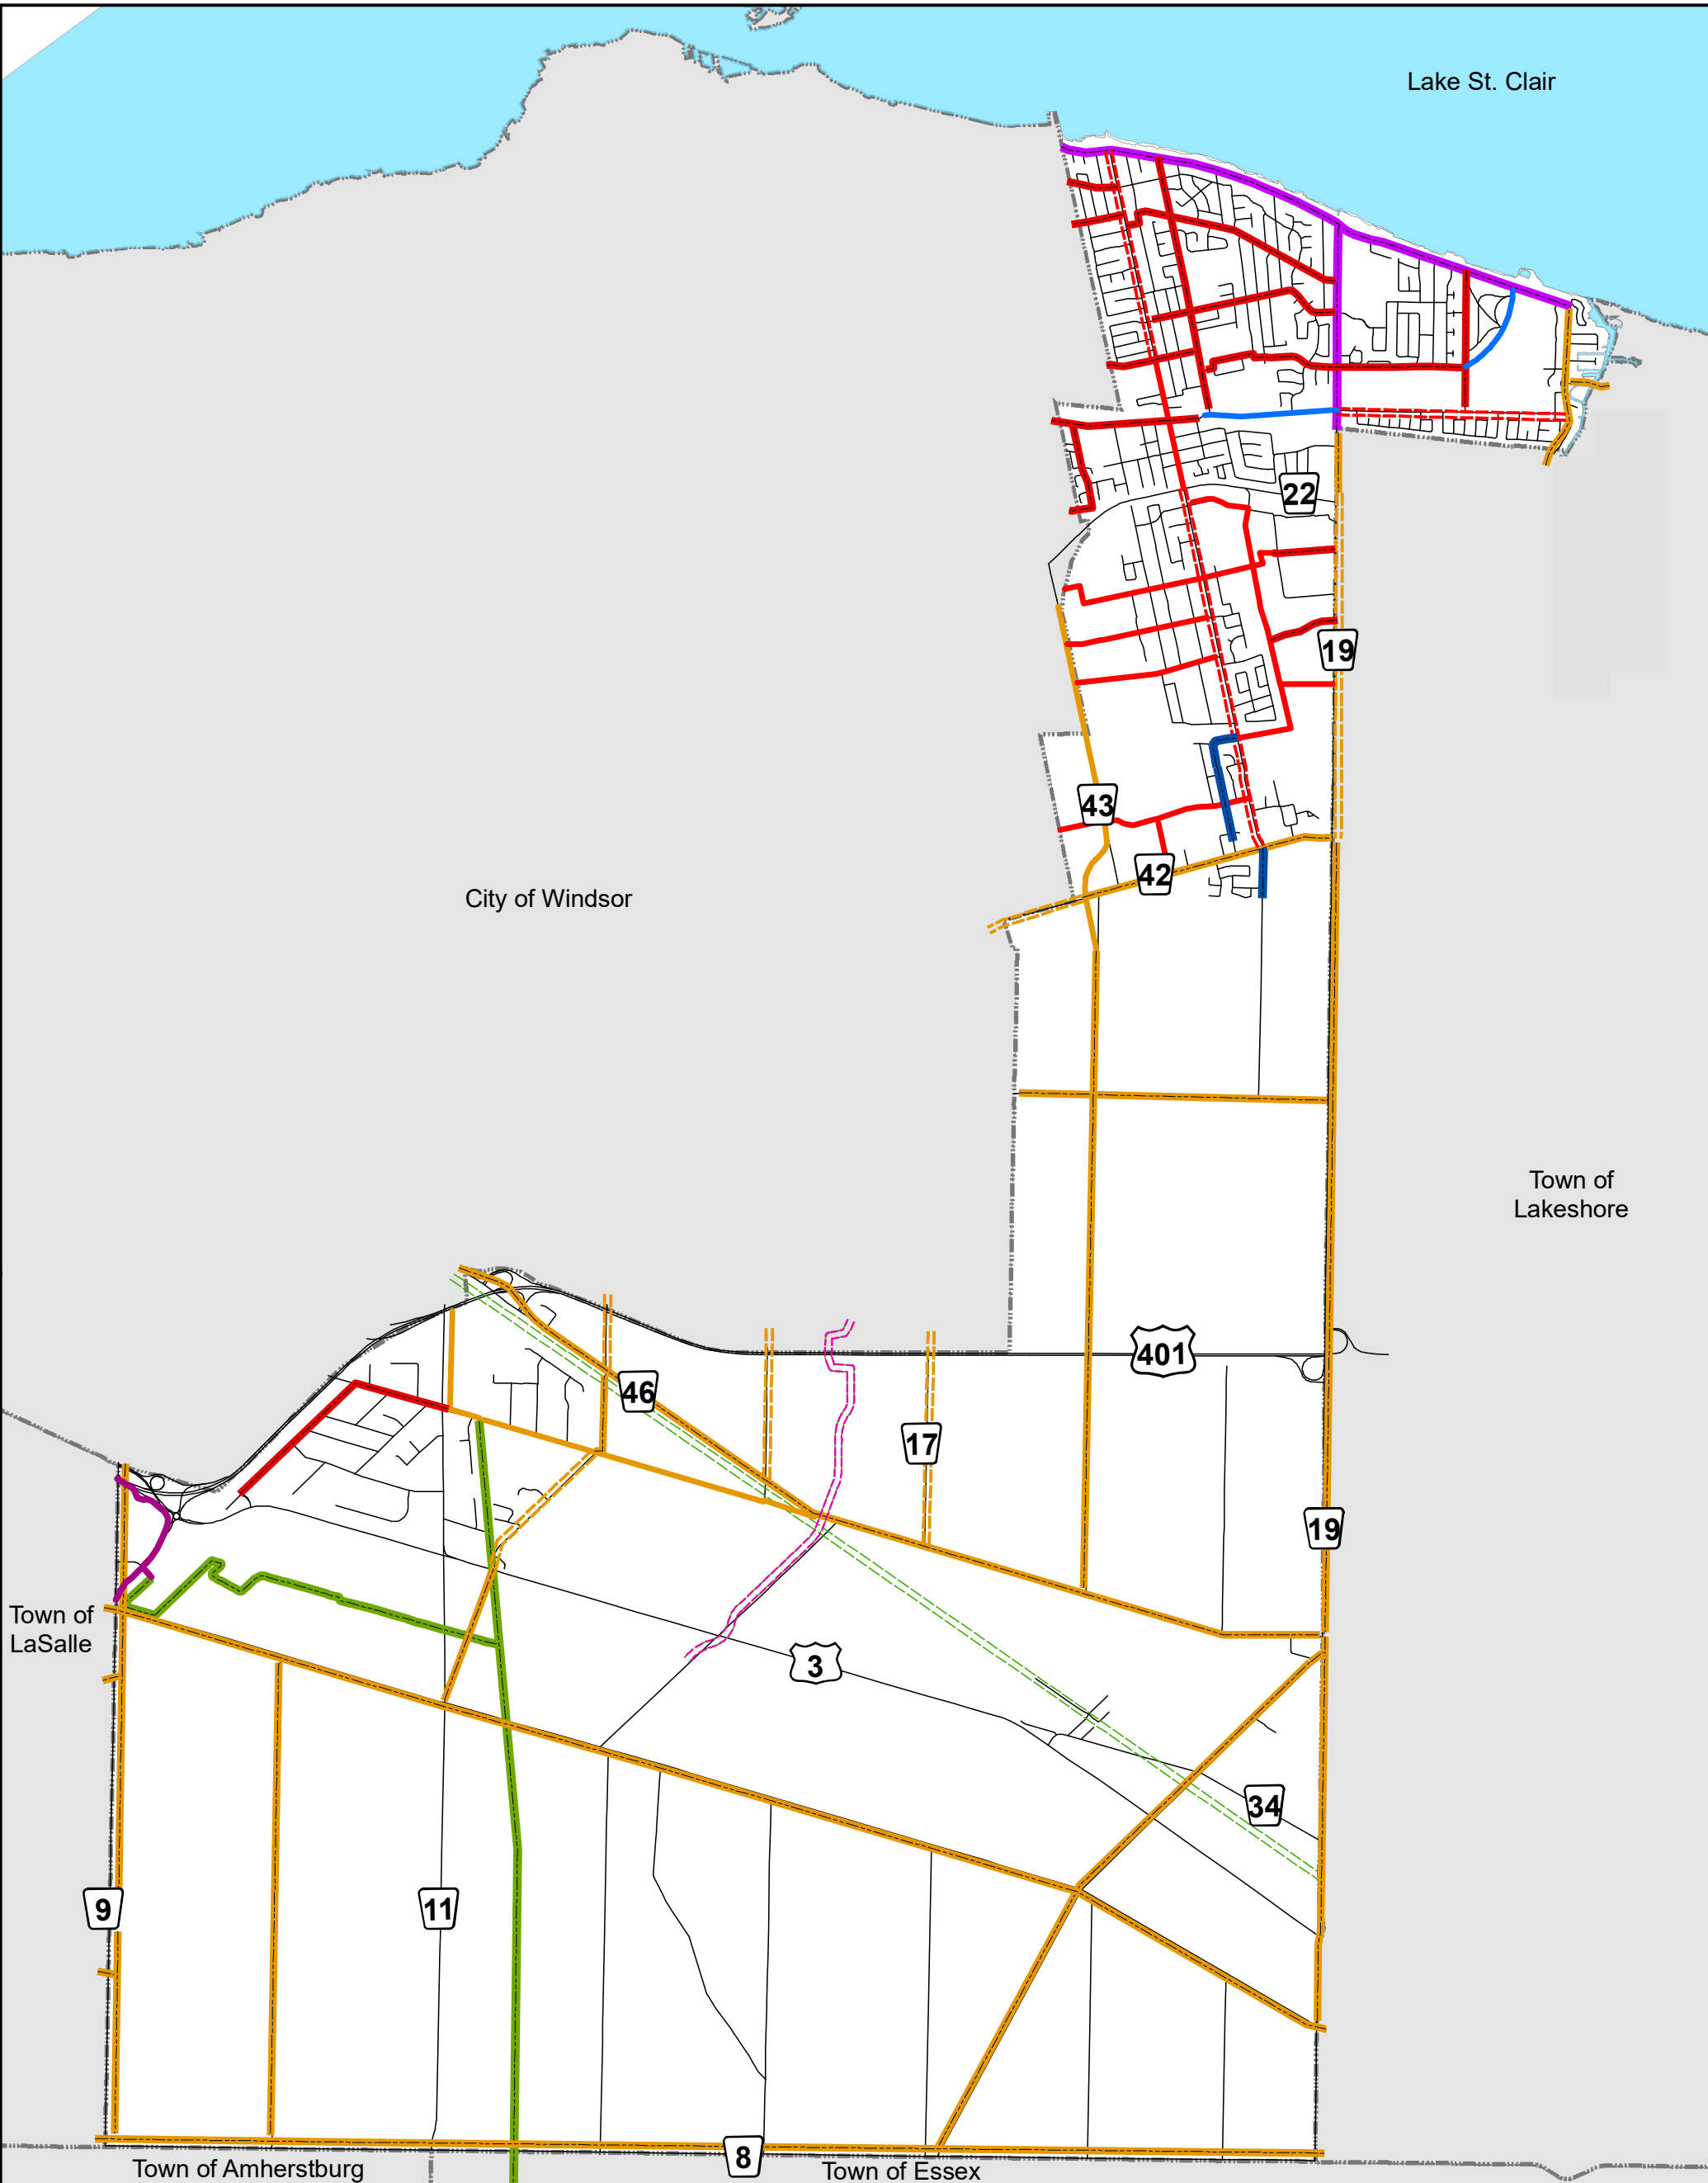 Lake St. Clair
22
19
43
42
City of Windsor
Town of
Lakeshore
401
46
17
19
Town of
LaSalle
3
34
9
11
8
Town of Amherstburg
Town of Essex